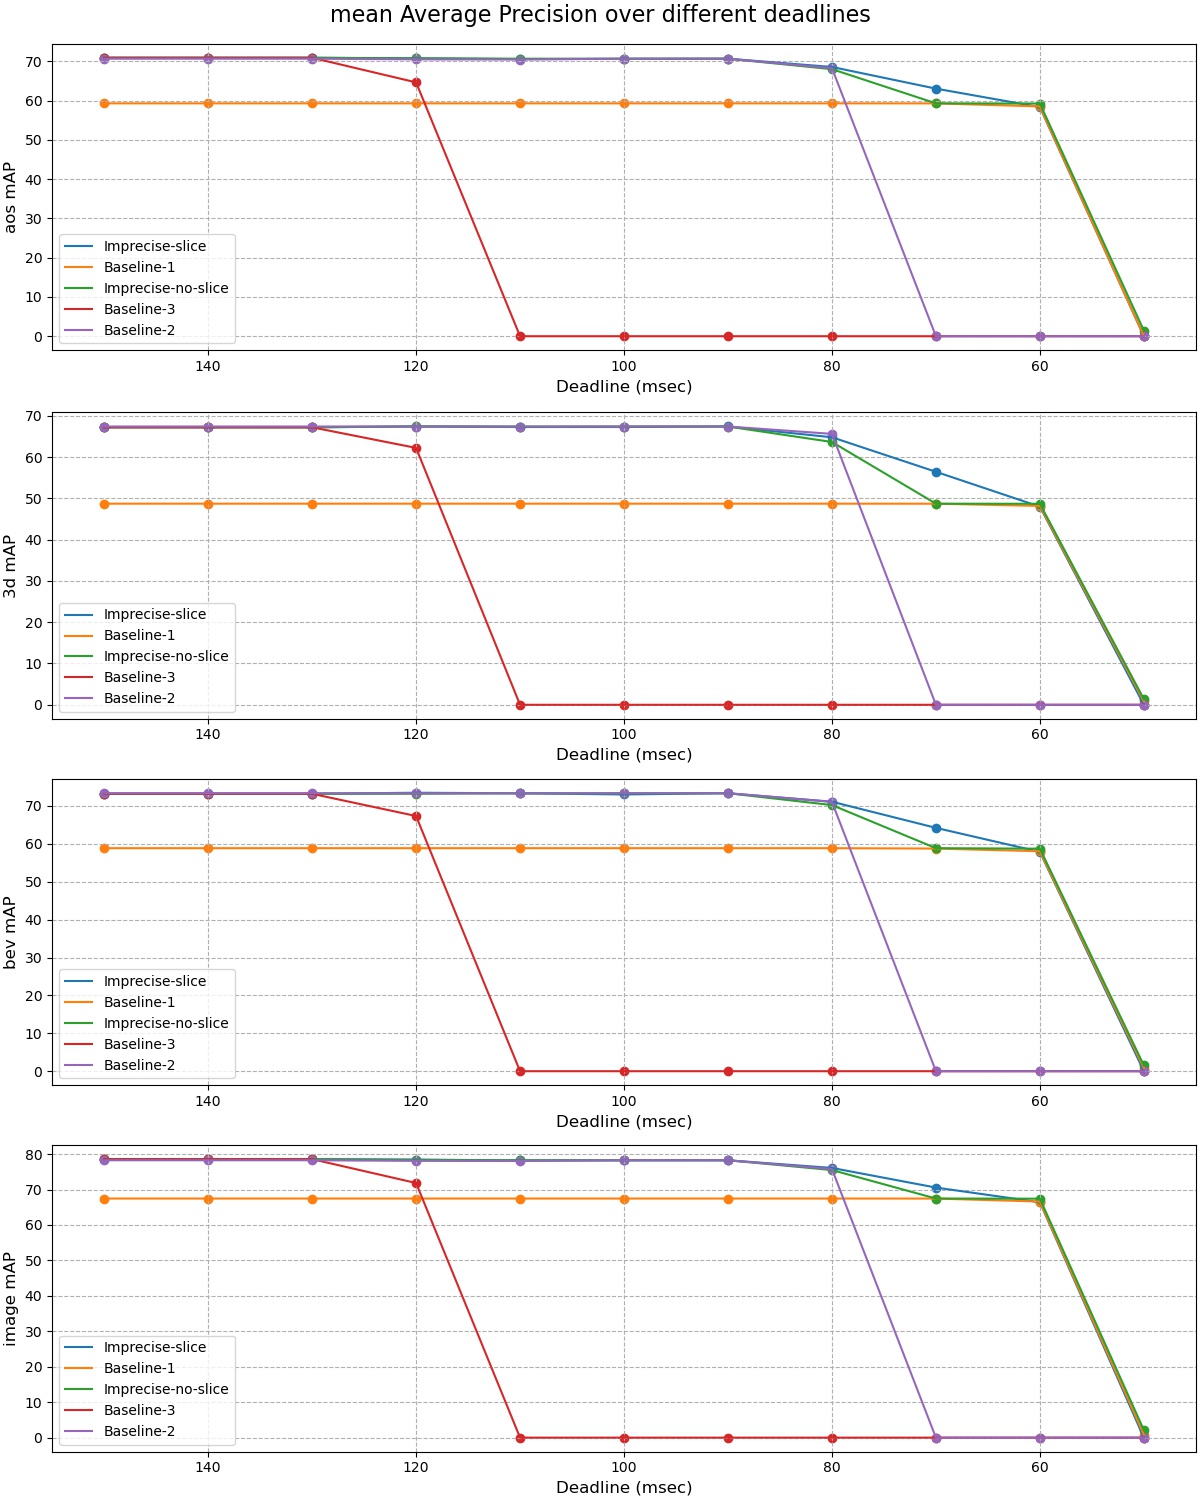 mean Average Precision over different deadlines
70
60
50
40
30
20
10
0
aos mAP
Imprecise-slice
Baseline-1
Imprecise-no-slice
Baseline-3
Baseline-2
140 120 100 80 60
Deadline (msec)
70
60
50
40
30
20
10
0
3d mAP
Imprecise-slice
Baseline-1
Imprecise-no-slice
Baseline-3
Baseline-2
140 120 100 80 60
Deadline (msec)
70
60
50
40
30
20
10
0
bev mAP
Imprecise-slice
Baseline-1
Imprecise-no-slice
Baseline-3
Baseline-2
140 120 100 80 60
Deadline (msec)
80
70
60
50
40
30
20
10
0
image mAP
Imprecise-slice
Baseline-1
Imprecise-no-slice
Baseline-3
Baseline-2
140 120 100 80 60
Deadline (msec)